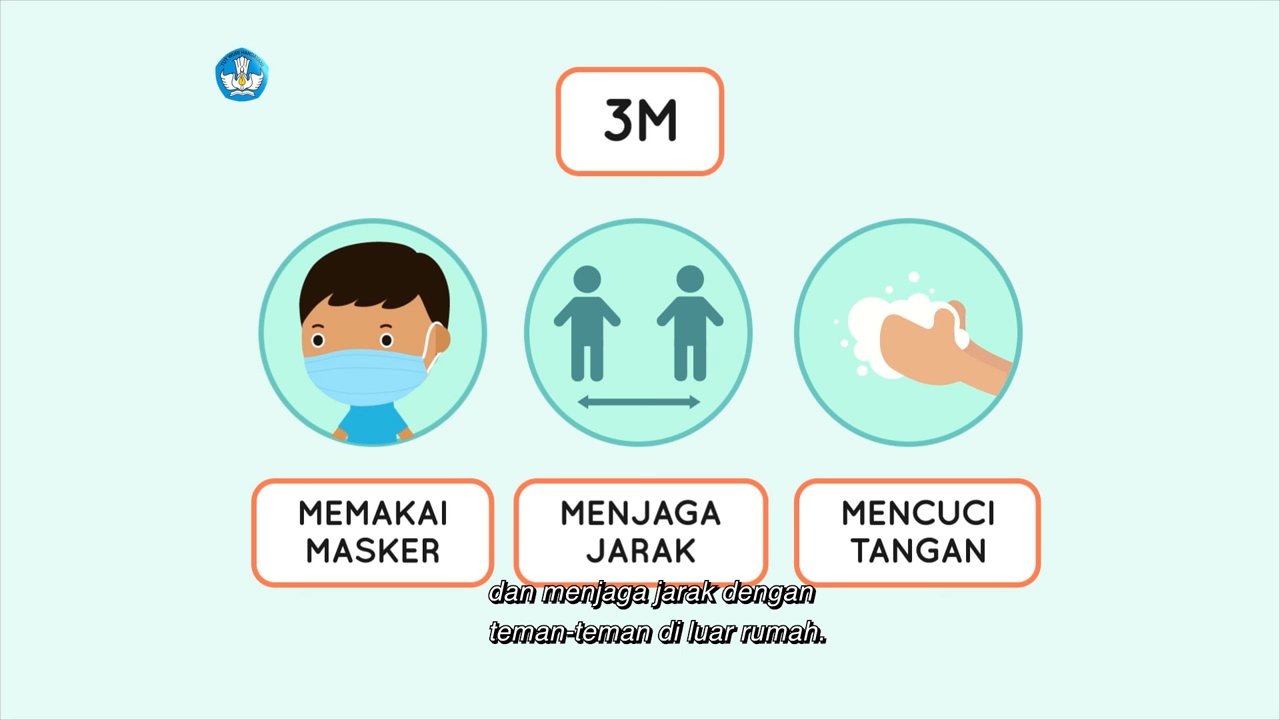 3M
MEMAKAI
MASKER
MENJAGA
JARAK
MENCUCI
TANGAN
dan menjaga jarak dengan
teman-teman di luar rumah.